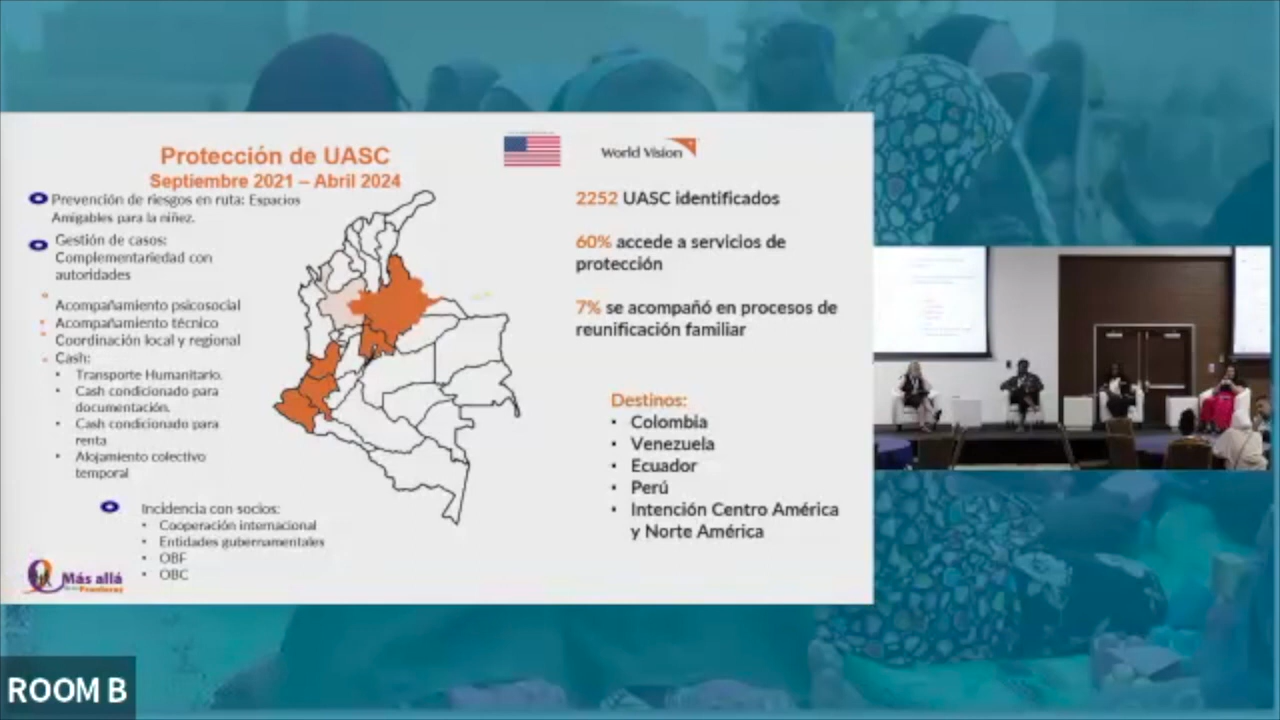 Protección de UASC
Septiembre 2021 – Abril 2024
Prevención de riesgos en ruta: Espacios
Amigables para la niñez.
Gestión de casos:
Complementariedad con
autoridades
Acompañamiento psicosocial
Acompañamiento técnico
Coordinación local y regional
Cash:
• Transporte Humanitario.
• Cash condicionado para
documentación.
• Cash condicionado para
renta
• Alojamiento colectivo
temporal
Incidencia con socios:
• Cooperación internacional
• Entidades gubernamentales
• OBF
• OBC
Más allá
Fronteras
World Vision
2252 UASC identificados
60% accede a servicios de
protección
7% se acompañó en procesos de
reunificación familiar
Destinos:
• Colombia
• Venezuela
• Ecuador
• Perú
• Intención Centro América
y Norte América
ROOM B